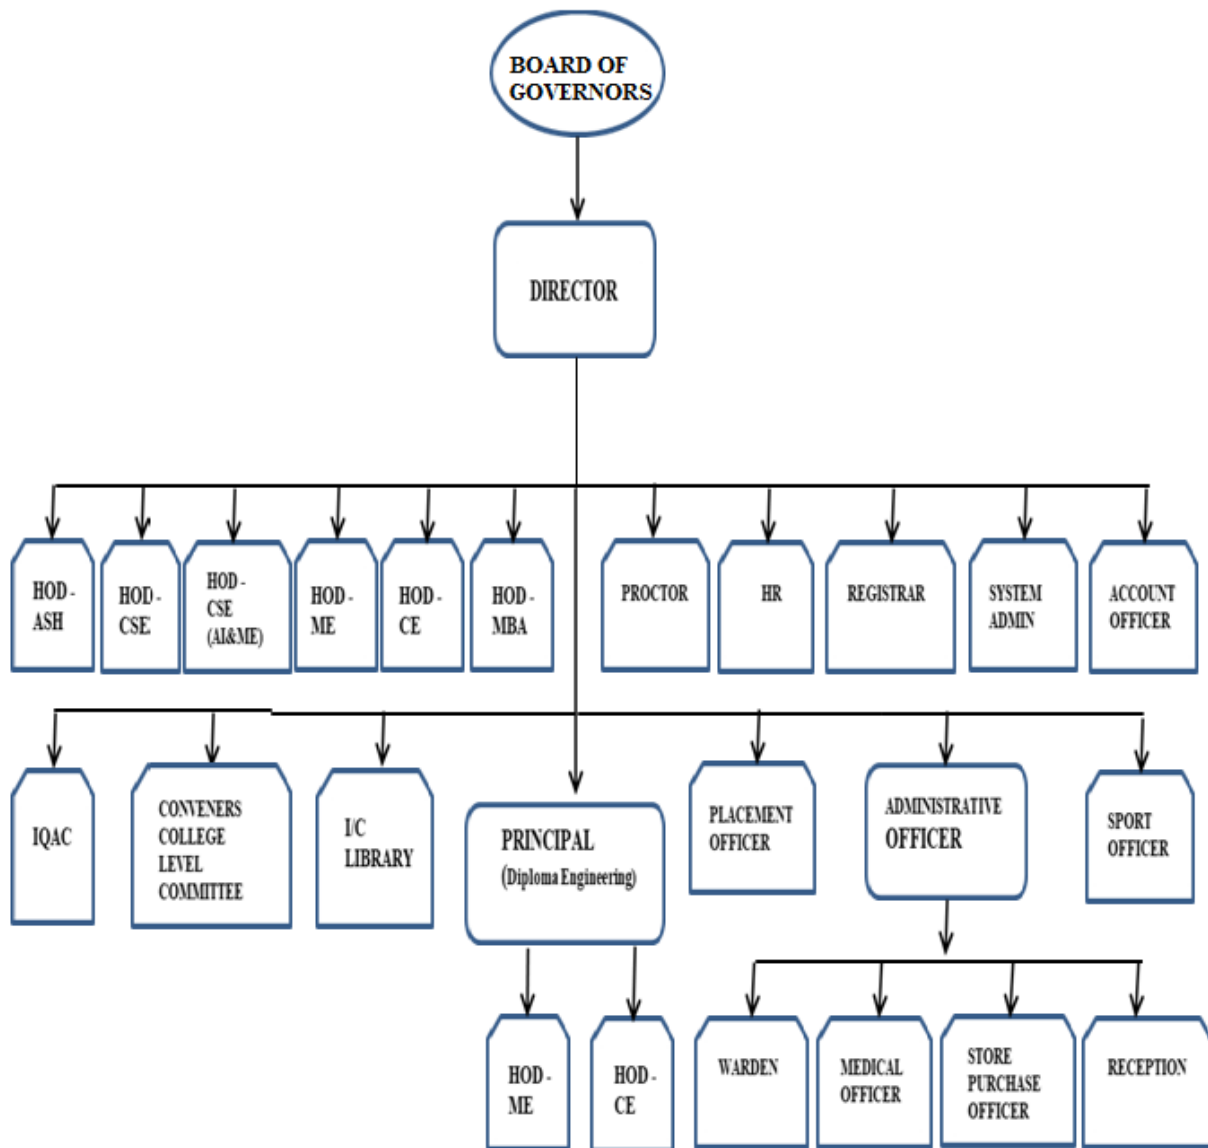 BOARD OF
GOVERNORS
DIRECTOR
HOD -
ASH
HOD -
CSE
HOD -
CSE
(AI&ME)
HOD -
ME
HOD -
CE
HOD -
MBA
PROCTOR
HR
REGISTRAR
SYSTEM
ADMIN
ACCOUNT
OFFICER
IQAC
CONVENERS
COLLEGE
LEVEL
COMMITTEE
I/C
LIBRARY
PRINCIPAL
(Diploma Engineering)
PLACEMENT
OFFICER
ADMINISTRATIVE
OFFICER
SPORT
OFFICER
HOD -
ME
HOD -
CE
WARDEN
MEDICAL
OFFICER
STORE
PURCHASE
OFFICER
RECEPTION